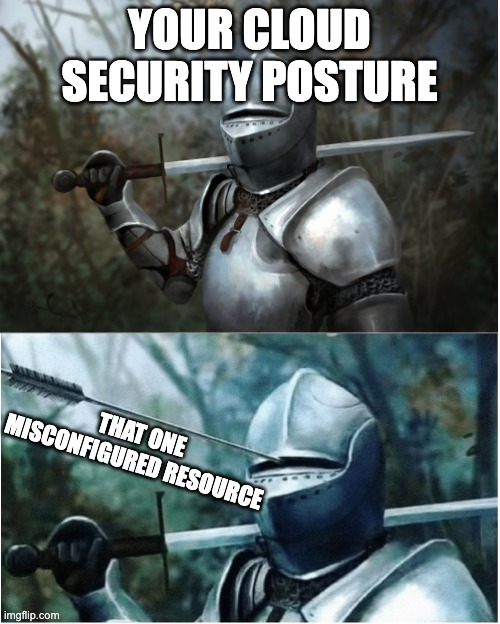 YOUR CLOUD
SECURITY POSTURE
THAT ONE
MISCONFIGURED RESOURCE
imgflip.com